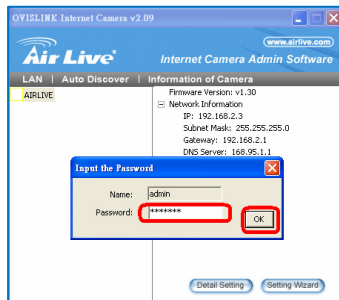 OVISLINK Internet Camera v2.09
www.airlive.com
Air Live®
Internet Camera Admin Software
LAN | Auto Discover | Information of Camera
AIRLIVE
Firmware Version: v1.30
Network Information
IP: 192.168.2.3
Subnet Mask: 255.255.255.0
Gateway: 192.168.2.1
DNS Server: 168.95.1.1
Input the Password
Name: admin
Password: *******
OK
Detail Setting
Setting Wizard